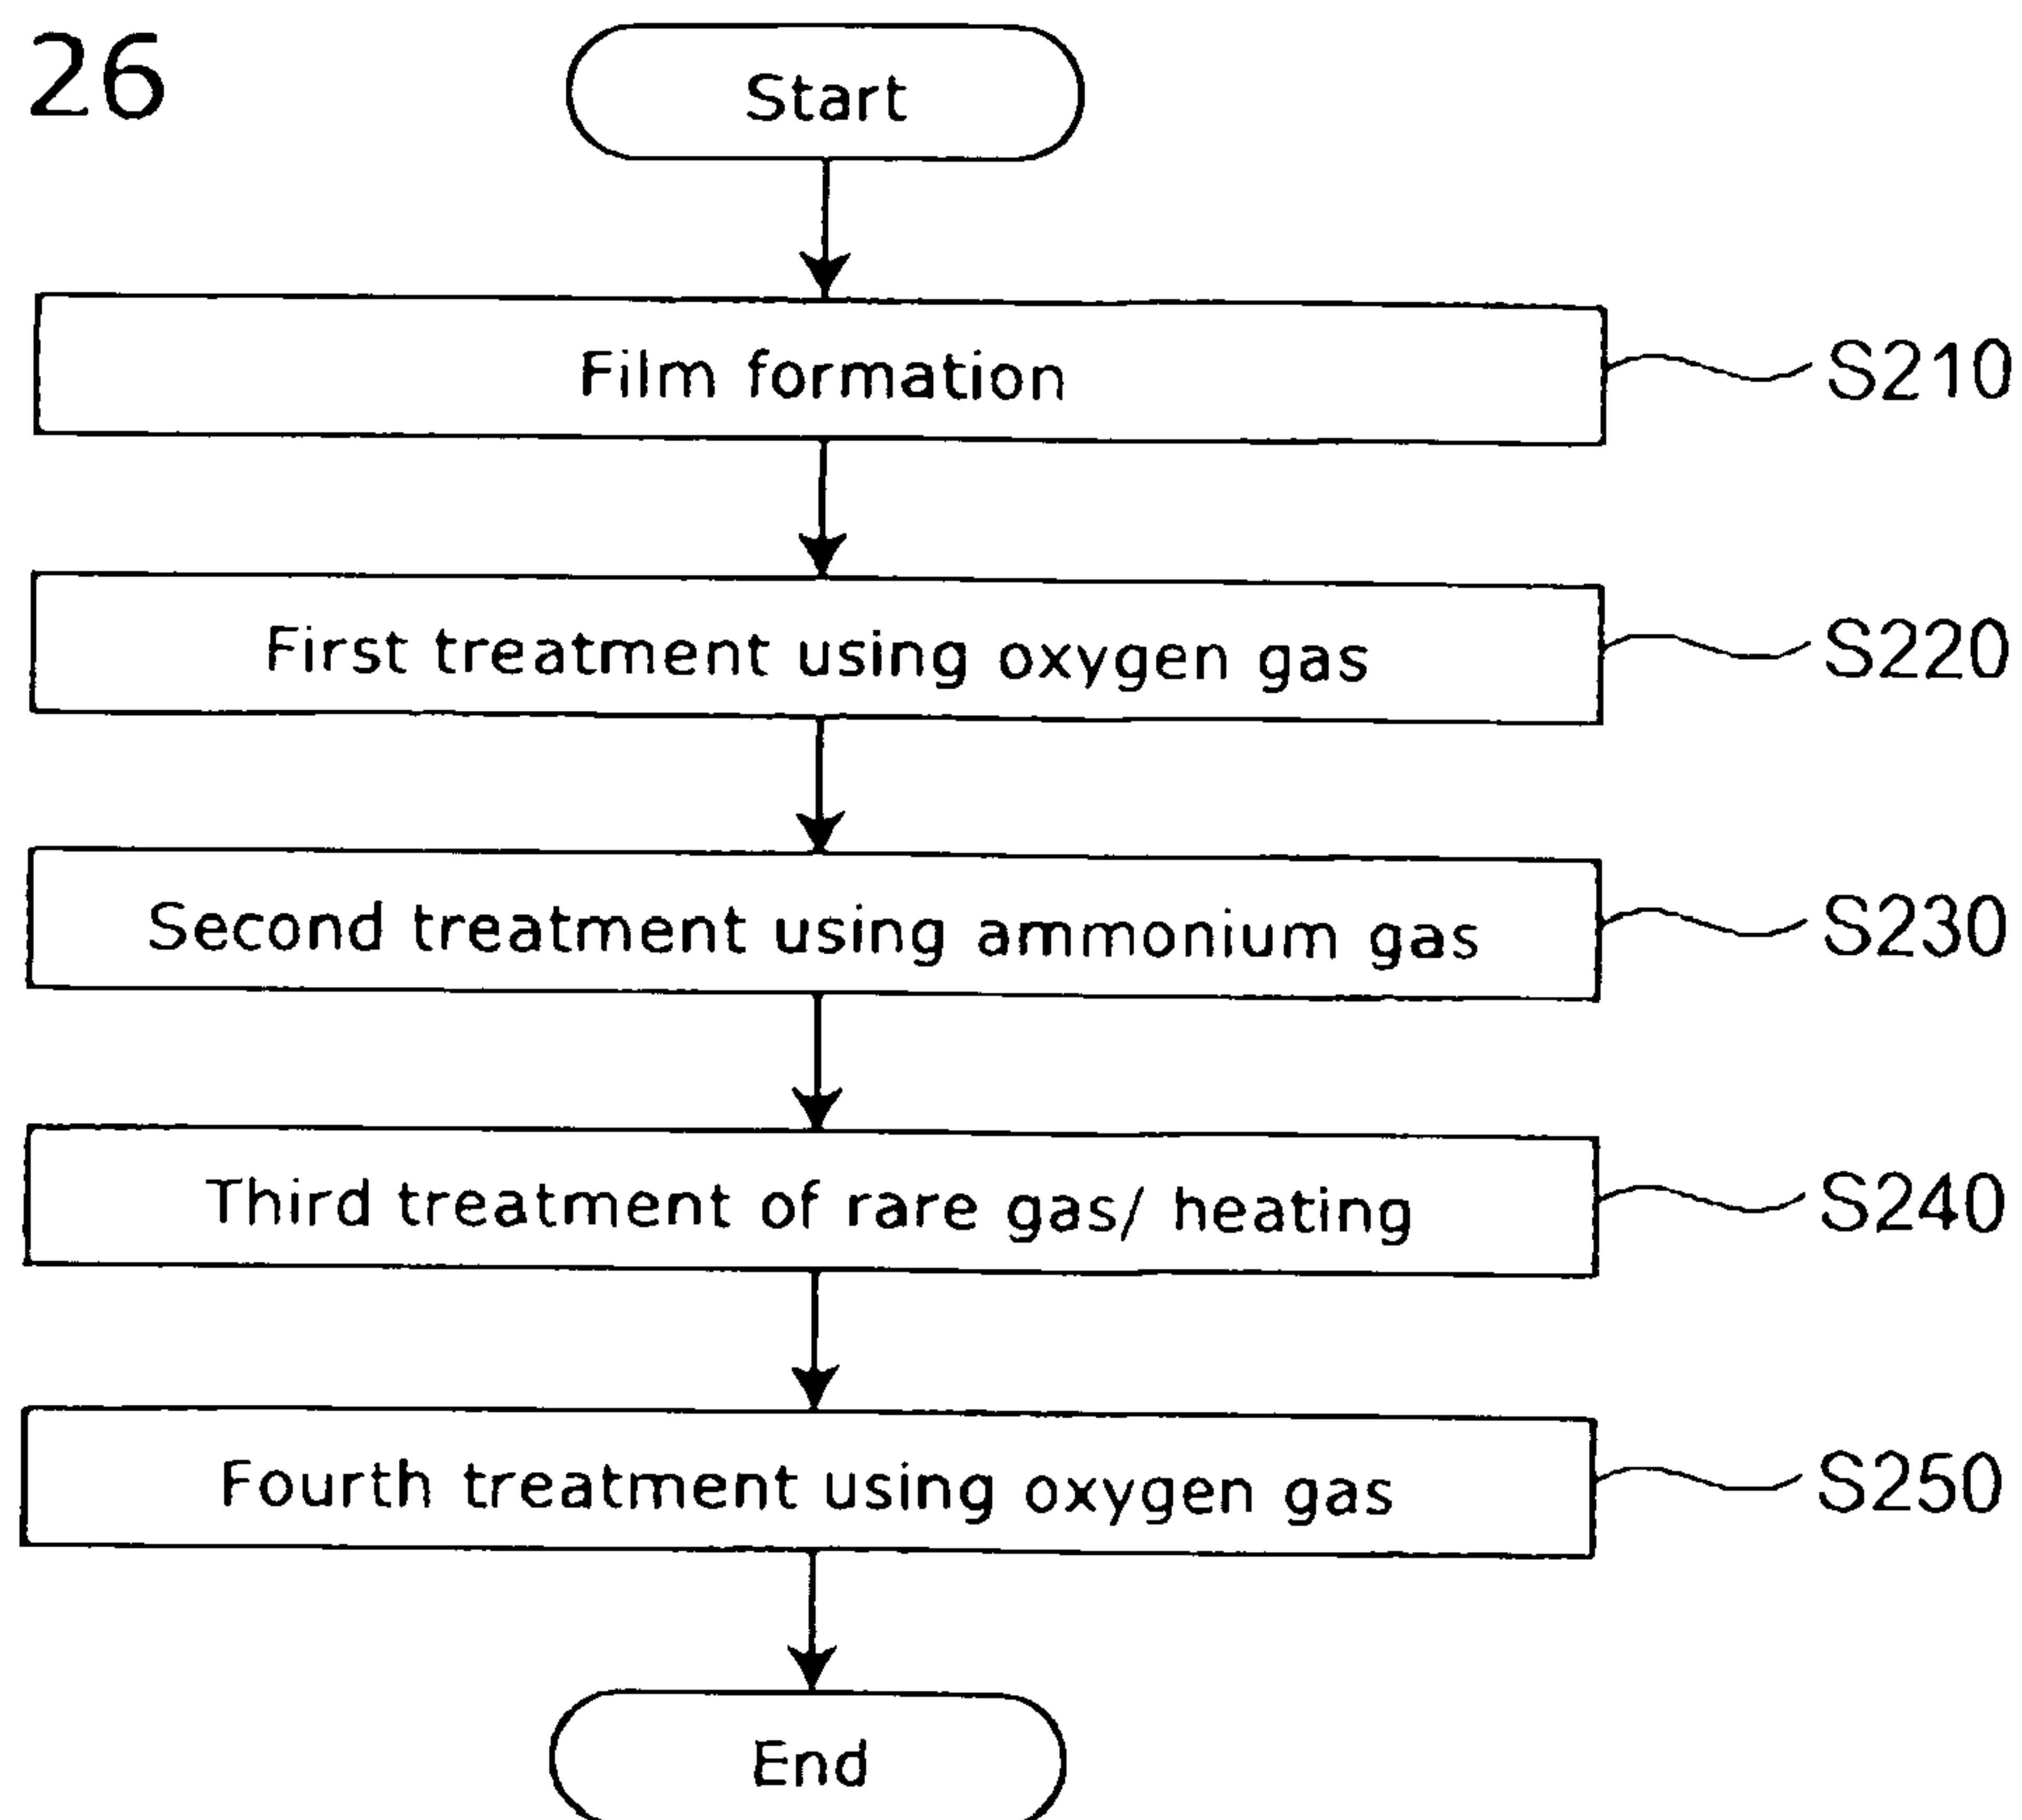 26
Start
Film formation
S210
First treatment using oxygen gas
S220
Second treatment using ammonium gas
S230
Third treatment of rare gas/ heating
S240
Fourth treatment using oxygen gas
S250
End